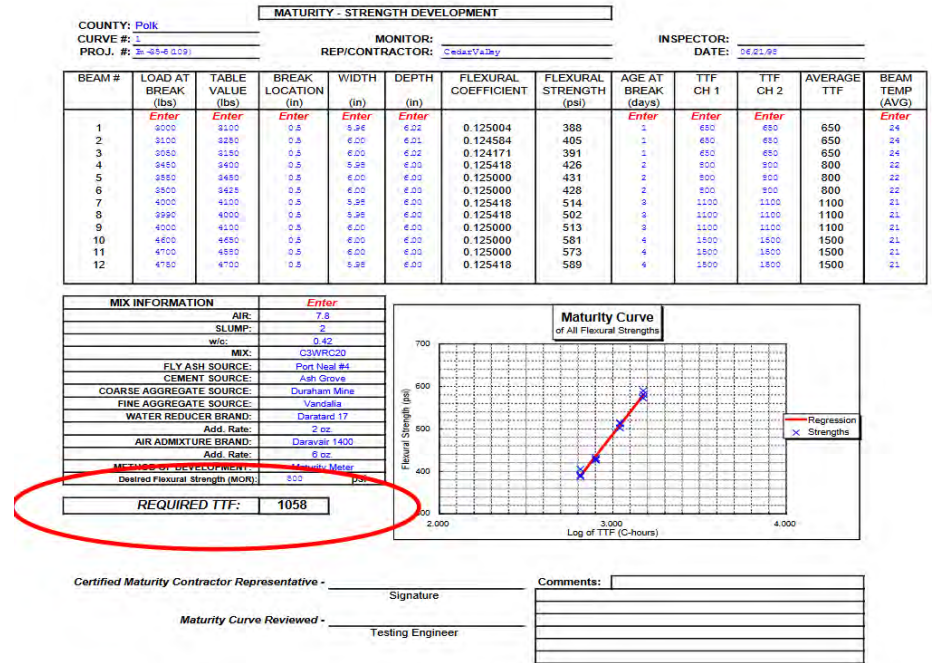 MATURITY - STRENGTH DEVELOPMENT
COUNTY: Polk
CURVE #: 1 MONITOR: INSPECTOR:
PROJ. #: REP/CONTRACTOR: CedarValley DATE:
BEAM # LOAD AT BREAK (lbs) TABLE VALUE (lbs) BREAK LOCATION (in) WIDTH (in) DEPTH (in) FLEXURAL COEFFICIENT FLEXURAL STRENGTH (psi) AGE AT BREAK (days) TTF CH 1 TTF CH 2 AVERAGE TTF BEAM TEMP (AVG)
Enter Enter Enter Enter Enter Enter Enter Enter Enter
1 3000 3100 0.5 5.96 6.02 0.125004 388 1 650 650 650 24
2 3100 3250 0.5 6.00 6.01 0.124584 405 1 650 650 650 24
3 3050 3150 0.5 6.00 6.02 0.124171 391 1 650 650 650 24
4 3450 3400 0.5 5.98 6.00 0.125418 426 2 800 800 800 22
5 3550 3450 0.5 6.00 6.00 0.125000 431 2 800 800 800 22
6 3500 3425 0.5 6.00 6.00 0.125000 428 2 800 800 800 22
7 4000 4100 0.5 5.98 6.00 0.125418 514 3 1100 1100 1100 21
8 3990 4000 0.5 5.98 6.00 0.125418 502 3 1100 1100 1100 21
9 4000 4100 0.5 6.00 6.00 0.125000 513 3 1100 1100 1100 21
10 4600 4650 0.5 6.00 6.00 0.125000 581 4 1500 1500 1500 21
11 4700 0.5 6.00 6.00 0.125000 573 4 1500 1500 1500 21
12 4750 4700 0.5 5.98 6.00 0.125418 589 4 1500 1500 1500 21
MIX INFORMATION Enter
AIR: 7.8
SLUMP: 2
w/c: 0.42
MIX: C3WRC20
FLY ASH SOURCE: Port Neal #4
CEMENT SOURCE: Ash Grove
COARSE AGGREGATE SOURCE: Duraham Mine
FINE AGGREGATE SOURCE: Vandalia
WATER REDUCER BRAND: Daratard 17
Add. Rate: 2 oz.
AIR ADMIXTURE BRAND: Daravair 1400
Add. Rate: 6 oz.
METHOD OF DEVELOPMENT: Maturity Meter
Desired Flexural Strength (MOR): 500 psi
REQUIRED TTF: 1058
Maturity Curve
of All Flexural Strengths
700
600
500
400
Flexural Strength (psi)
2.000 3.000 4.000
Log of TTF (C-hours)
Regression
Strengths
Certified Maturity Contractor Representative -
Signature
Maturity Curve Reviewed -
Testing Engineer
Comments: